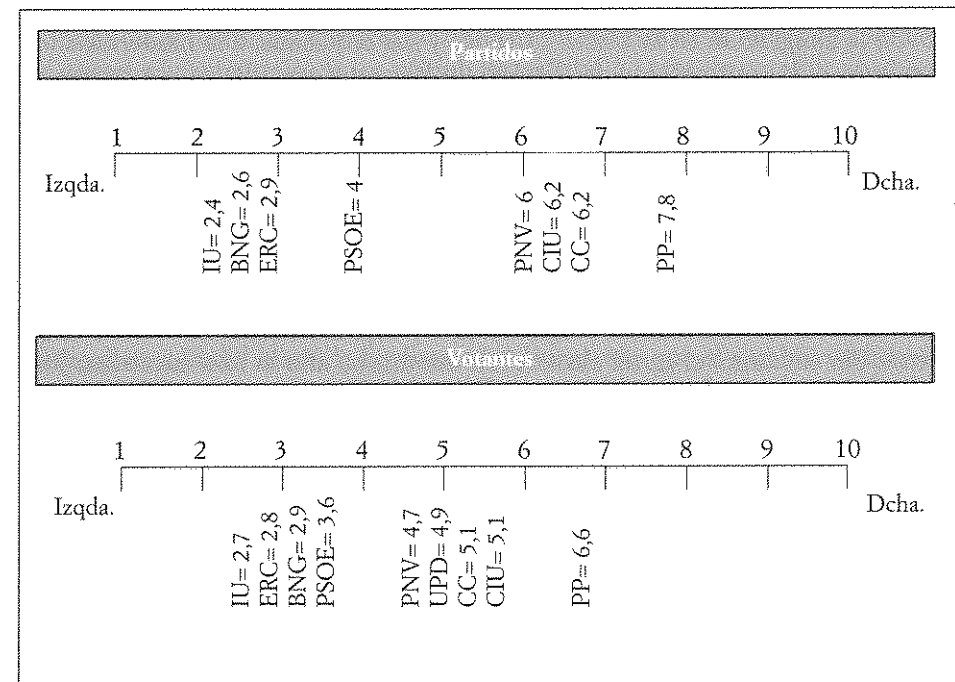 Partidos
1 2 3 4 5 6 7 8 9 10
Izqda.
Dcha.
IU= 2,4
BNG= 2,6
ERC= 2,9
PSOE= 4
PNV= 6
CIU= 6,2
CC= 6,2
PP= 7,8
Votantes
1 2 3 4 5 6 7 8 9 10
Izqda.
Dcha.
IU= 2,7
ERC= 2,8
BNG= 2,9
PSOE= 3,6
PNV= 4,7
UPD= 4,9
CC= 5,1
CIU= 5,1
PP= 6,6